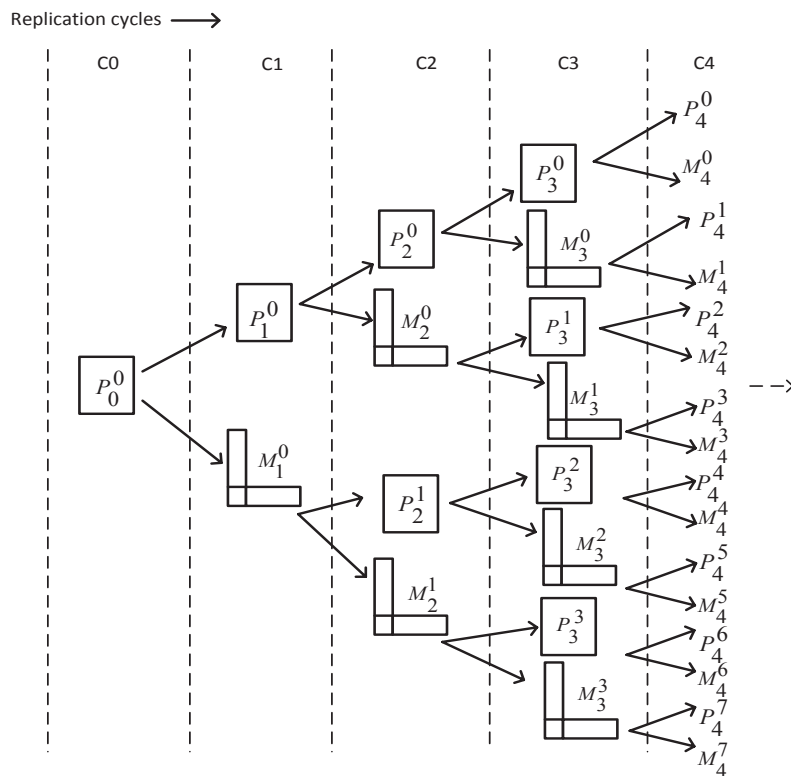 Replication cycles
C0 C1 C2 C3 C4
P_4^0
P_3^0
M_4^0
P_2^0
M_3^0
P_4^1
M_4^1
P_1^0
M_2^0
P_3^1
P_4^2
M_4^2
P_0^0
M_3^1
P_4^3
M_4^3
M_1^0
P_3^2
P_4^4
P_2^1
M_4^4
M_3^2
P_4^5
M_2^1
M_4^5
P_3^3
P_4^6
M_4^6
M_3^3
P_4^7
M_4^7